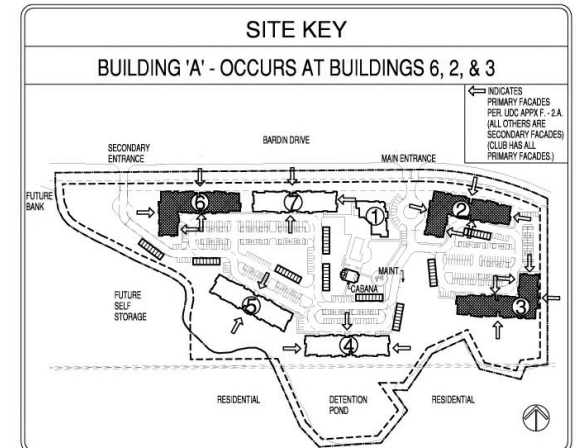 SITE KEY
BUILDING 'A' - OCCURS AT BUILDINGS 6, 2, & 3
INDICATES
PRIMARY FACADES
PER. UDC APPX F. - 2.A.
(ALL OTHERS ARE
SECONDARY FACADES)
(CLUB HAS ALL
PRIMARY FACADES.)
BARDIN DRIVE
SECONDARY
ENTRANCE
MAIN ENTRANCE
FUTURE
BANK
6
7
1
2
MAINT.
CABANA
FUTURE
SELF
STORAGE
5
3
4
RESIDENTIAL
DETENTION
POND
RESIDENTIAL